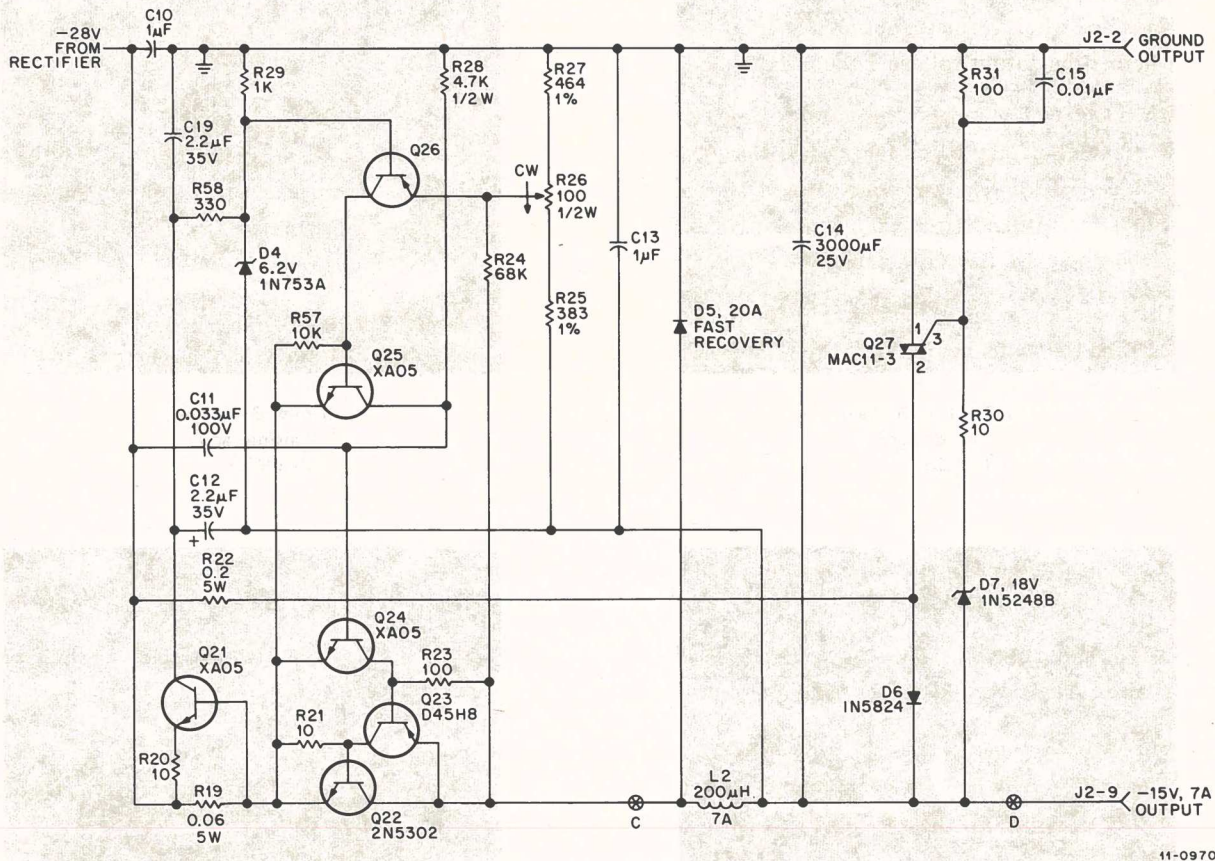 -28V
FROM
RECTIFIER
C10
1µF
R29
1K
R28
4.7K
1/2W
R27
464
1%
R31
100
C15
0.01µF
J2-2
GROUND
OUTPUT
C19
2.2µF
35V
Q26
CW
R26
100
1/2W
R58
330
D4
6.2V
1N753A
R24
68K
C13
1µF
C14
3000µF
25V
R25
383
1%
D5, 20A
FAST
RECOVERY
1
3
2
Q27
MAC11-3
R57
10K
Q25
XA05
C11
0.033µF
100V
R30
10
C12
2.2µF
35V
+
R22
0.2
5W
D7, 18V
1N5248B
Q24
XA05
R23
100
Q21
XA05
Q23
D45H8
D6
1N5824
R21
10
R20
10
R19
0.06
5W
Q22
2N5302
C
L2
200µH
7A
D
J2-9
-15V, 7A
OUTPUT
11-0970